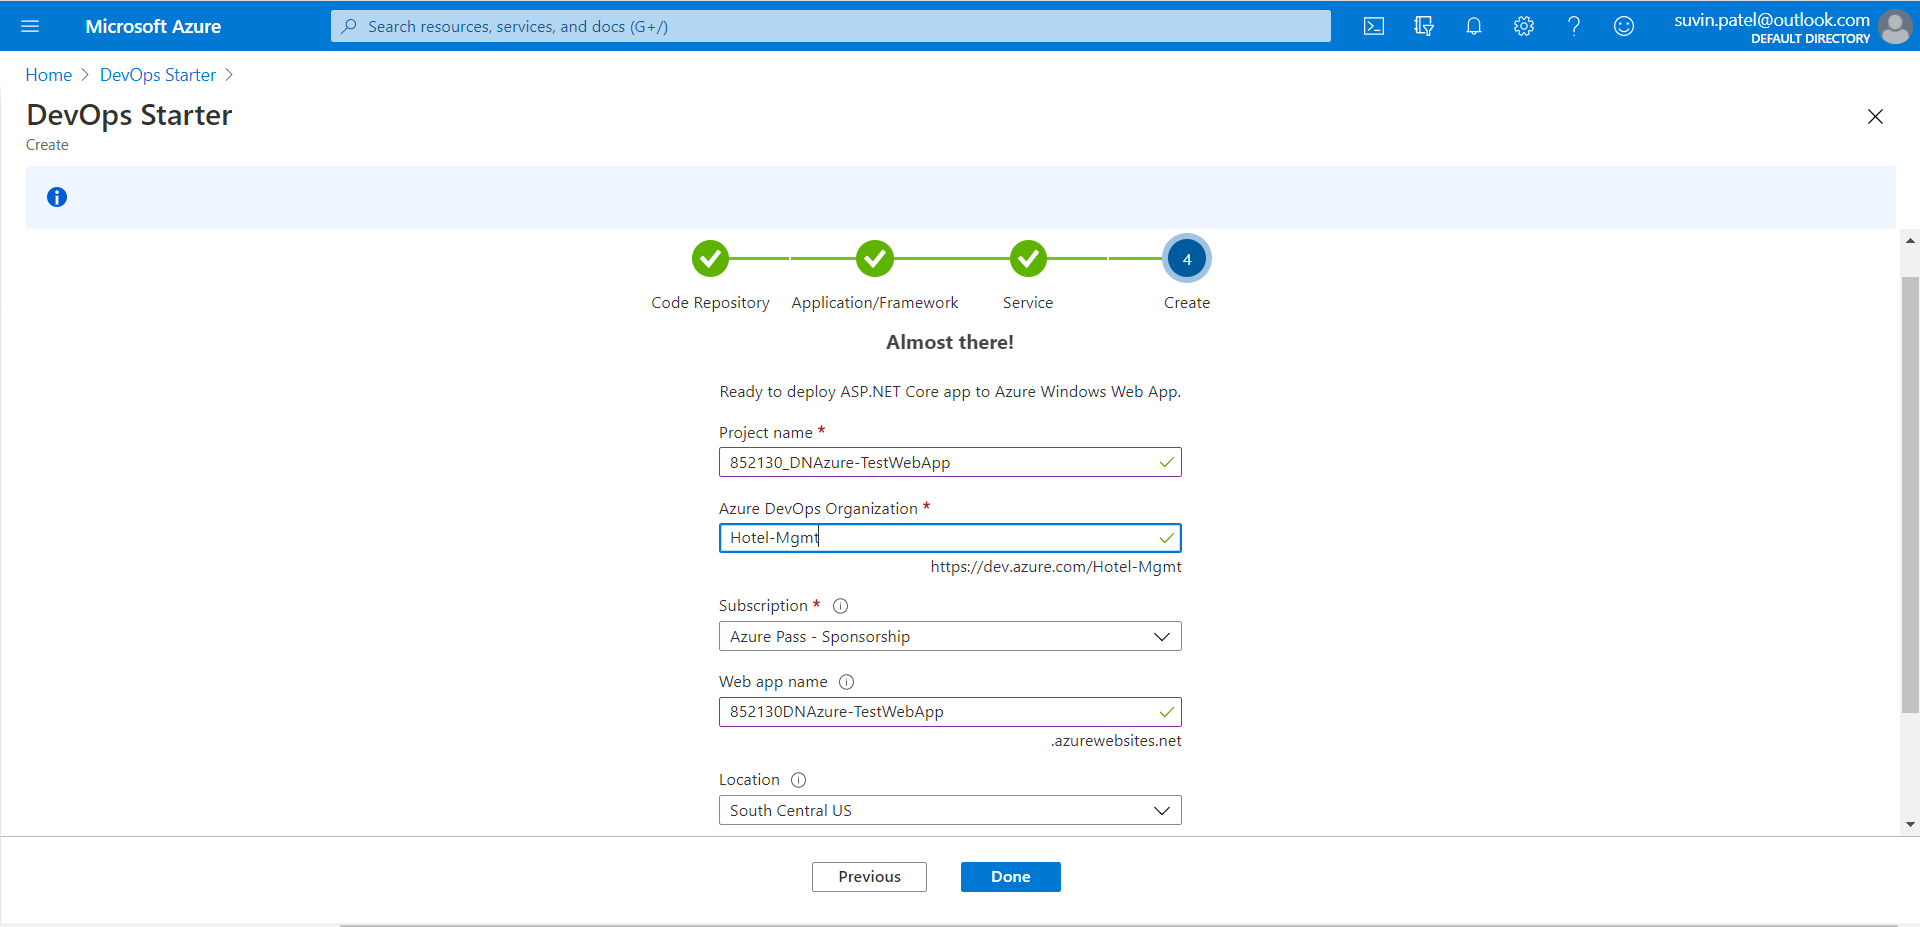 Microsoft Azure
Search resources, services, and docs (G+/)
suvin.patel@outlook.com
DEFAULT DIRECTORY
Home > DevOps Starter >
DevOps Starter
Create
4
Code Repository
Application/Framework
Service
Create
Almost there!
Ready to deploy ASP.NET Core app to Azure Windows Web App.
Project name *
852130_DNAzure-TestWebApp
Azure DevOps Organization *
Hotel-Mgmt
https://dev.azure.com/Hotel-Mgmt
Subscription *
Azure Pass - Sponsorship
Web app name
852130DNAzure-TestWebApp
.azurewebsites.net
Location
South Central US
Previous
Done